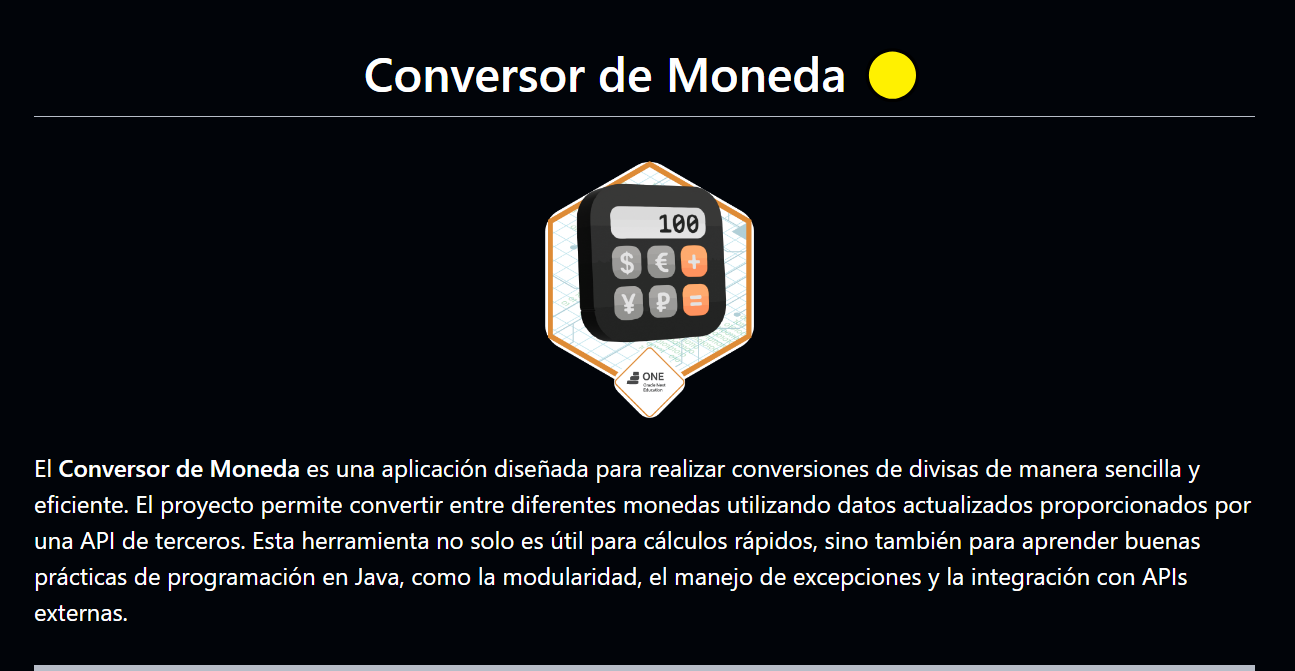 Conversor de Moneda
100
$ € +
¥ ₽ =
ONE
Oracle Next
Education
El Conversor de Moneda es una aplicación diseñada para realizar conversiones de divisas de manera sencilla y
eficiente. El proyecto permite convertir entre diferentes monedas utilizando datos actualizados proporcionados por
una API de terceros. Esta herramienta no solo es útil para cálculos rápidos, sino también para aprender buenas
prácticas de programación en Java, como la modularidad, el manejo de excepciones y la integración con APIs
externas.